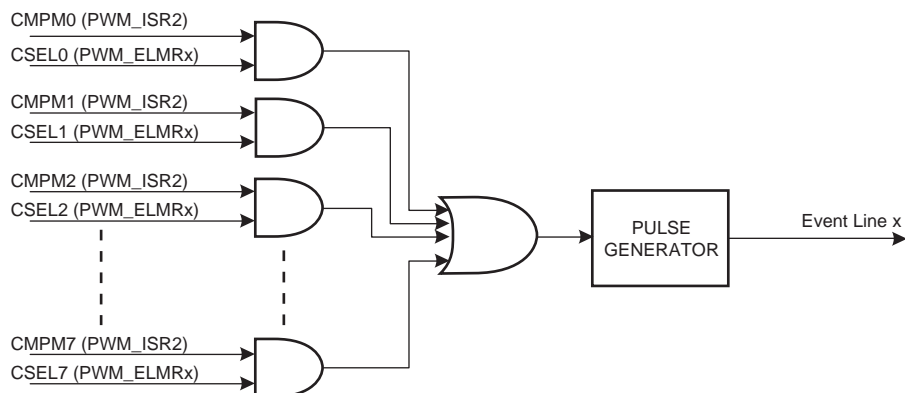 CMPM0 (PWM_ISR2)
CSEL0 (PWM_ELMRx)
CMPM1 (PWM_ISR2)
CSEL1 (PWM_ELMRx)
CMPM2 (PWM_ISR2)
CSEL2 (PWM_ELMRx)
CMPM7 (PWM_ISR2)
CSEL7 (PWM_ELMRx)
PULSE
GENERATOR
Event Line x